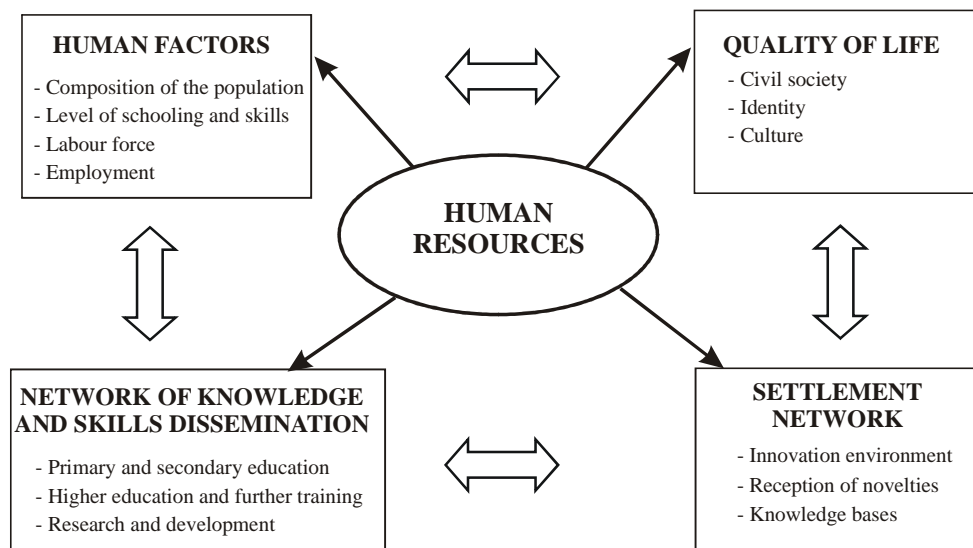 HUMAN FACTORS
- Composition of the population
- Level of schooling and skills
- Labour force
- Employment
QUALITY OF LIFE
- Civil society
- Identity
- Culture
HUMAN
RESOURCES
NETWORK OF KNOWLEDGE
AND SKILLS DISSEMINATION
- Primary and secondary education
- Higher education and further training
- Research and development
SETTLEMENT
NETWORK
- Innovation environment
- Reception of novelties
- Knowledge bases